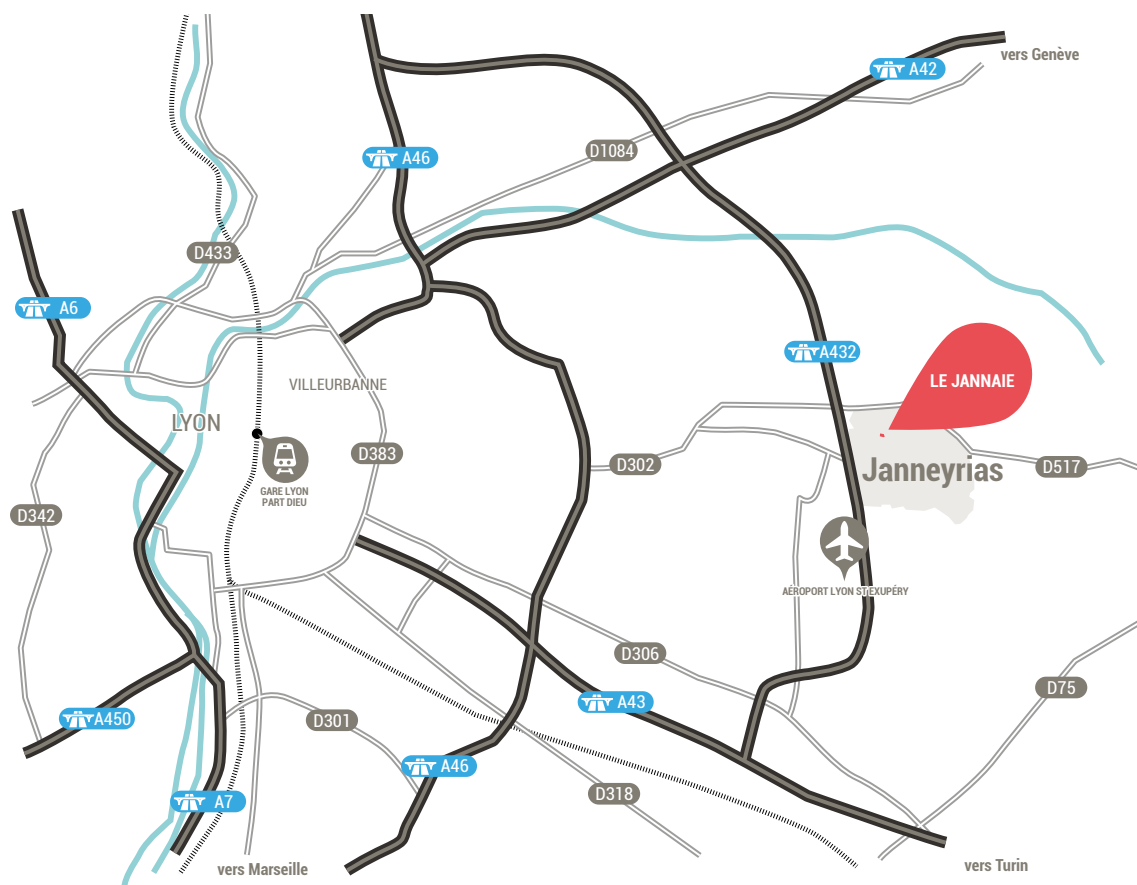 vers Genève
A42
D1084
A46
D433
A6
A432
LE JANNAIE
VILLEURBANNE
LYON
D383
D302
D517
Janneyrias
GARE LYON
PART DIEU
D342
AÉROPORT LYON ST EXUPÉRY
D306
D75
A43
A450
D301
A46
D318
A7
vers Marseille
vers Turin